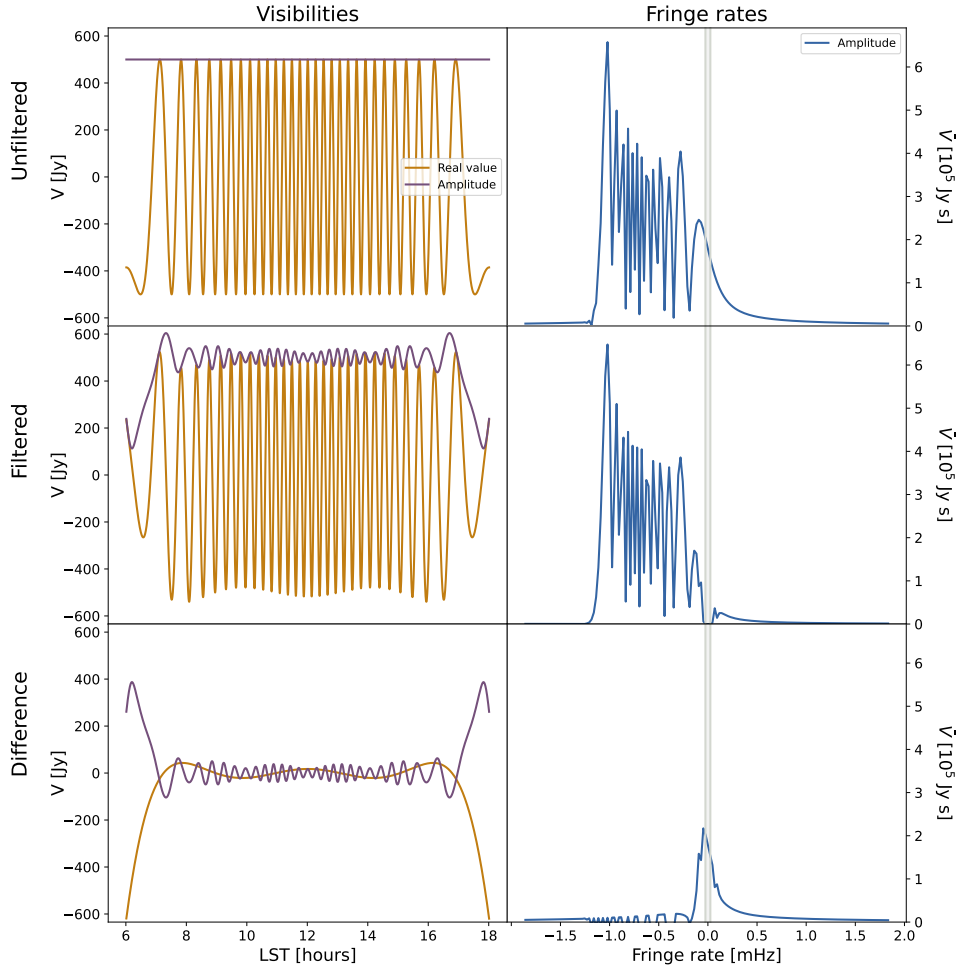 Visibilities
Fringe rates
Unfiltered
V [Jy]
600
400
200
0
−200
−400
−600
Real value
Amplitude
Amplitude
6
5
4
3
2
1
0
Ṽ [10⁵ Jy s]
Filtered
V [Jy]
600
400
200
0
−200
−400
−600
6
5
4
3
2
1
0
Ṽ [10⁵ Jy s]
Difference
V [Jy]
600
400
200
0
−200
−400
−600
6
5
4
3
2
1
0
Ṽ [10⁵ Jy s]
6 8 10 12 14 16 18
LST [hours]
−1.5 −1.0 −0.5 0.0 0.5 1.0 1.5 2.0
Fringe rate [mHz]